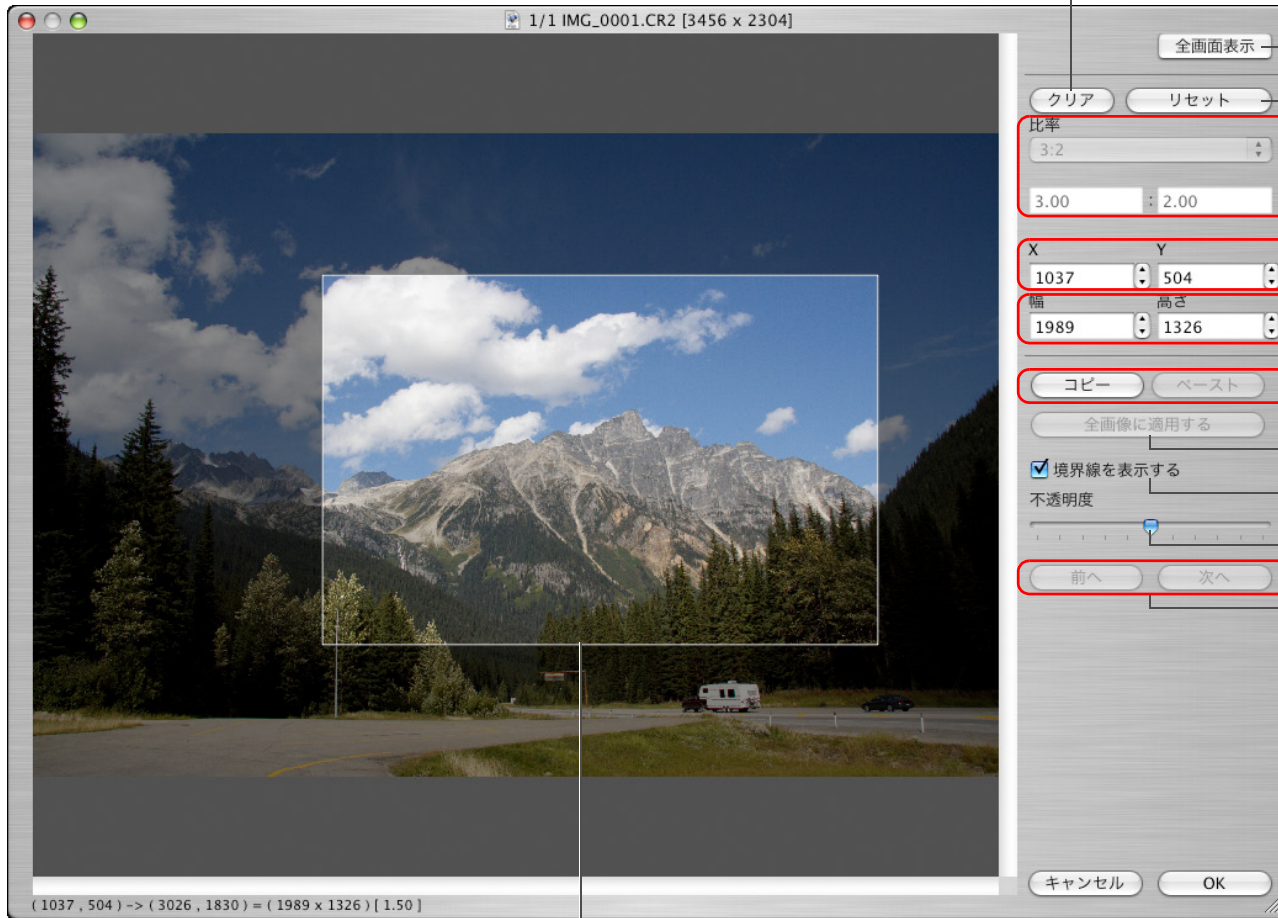 1/1 IMG_0001.CR2 [3456 x 2304]
全画面表示
クリア リセット
比率
3:2
3.00 : 2.00
X Y
1037 504
幅 高さ
1989 1326
コピー ペースト
全画像に適用する
境界線を表示する
不透明度
前へ 次へ
キャンセル OK
( 1037 , 504 ) -> ( 3026 , 1830 ) = ( 1989 x 1326 ) [ 1.50 ]